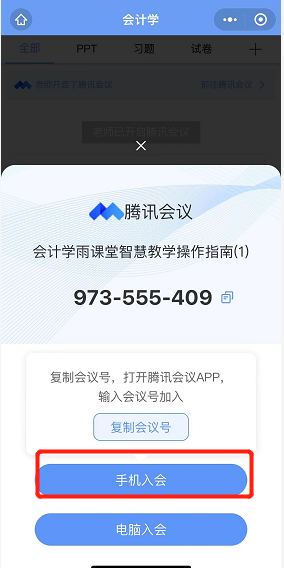 会计学
全部
PPT
习题
试卷
老师已开启了腾讯会议
前往腾讯会议
老师已开启腾讯会议
腾讯会议
会计学雨课堂智慧教学操作指南(1)
973-555-409
复制会议号，打开腾讯会议APP，
输入会议号加入
复制会议号
手机入会
电脑入会